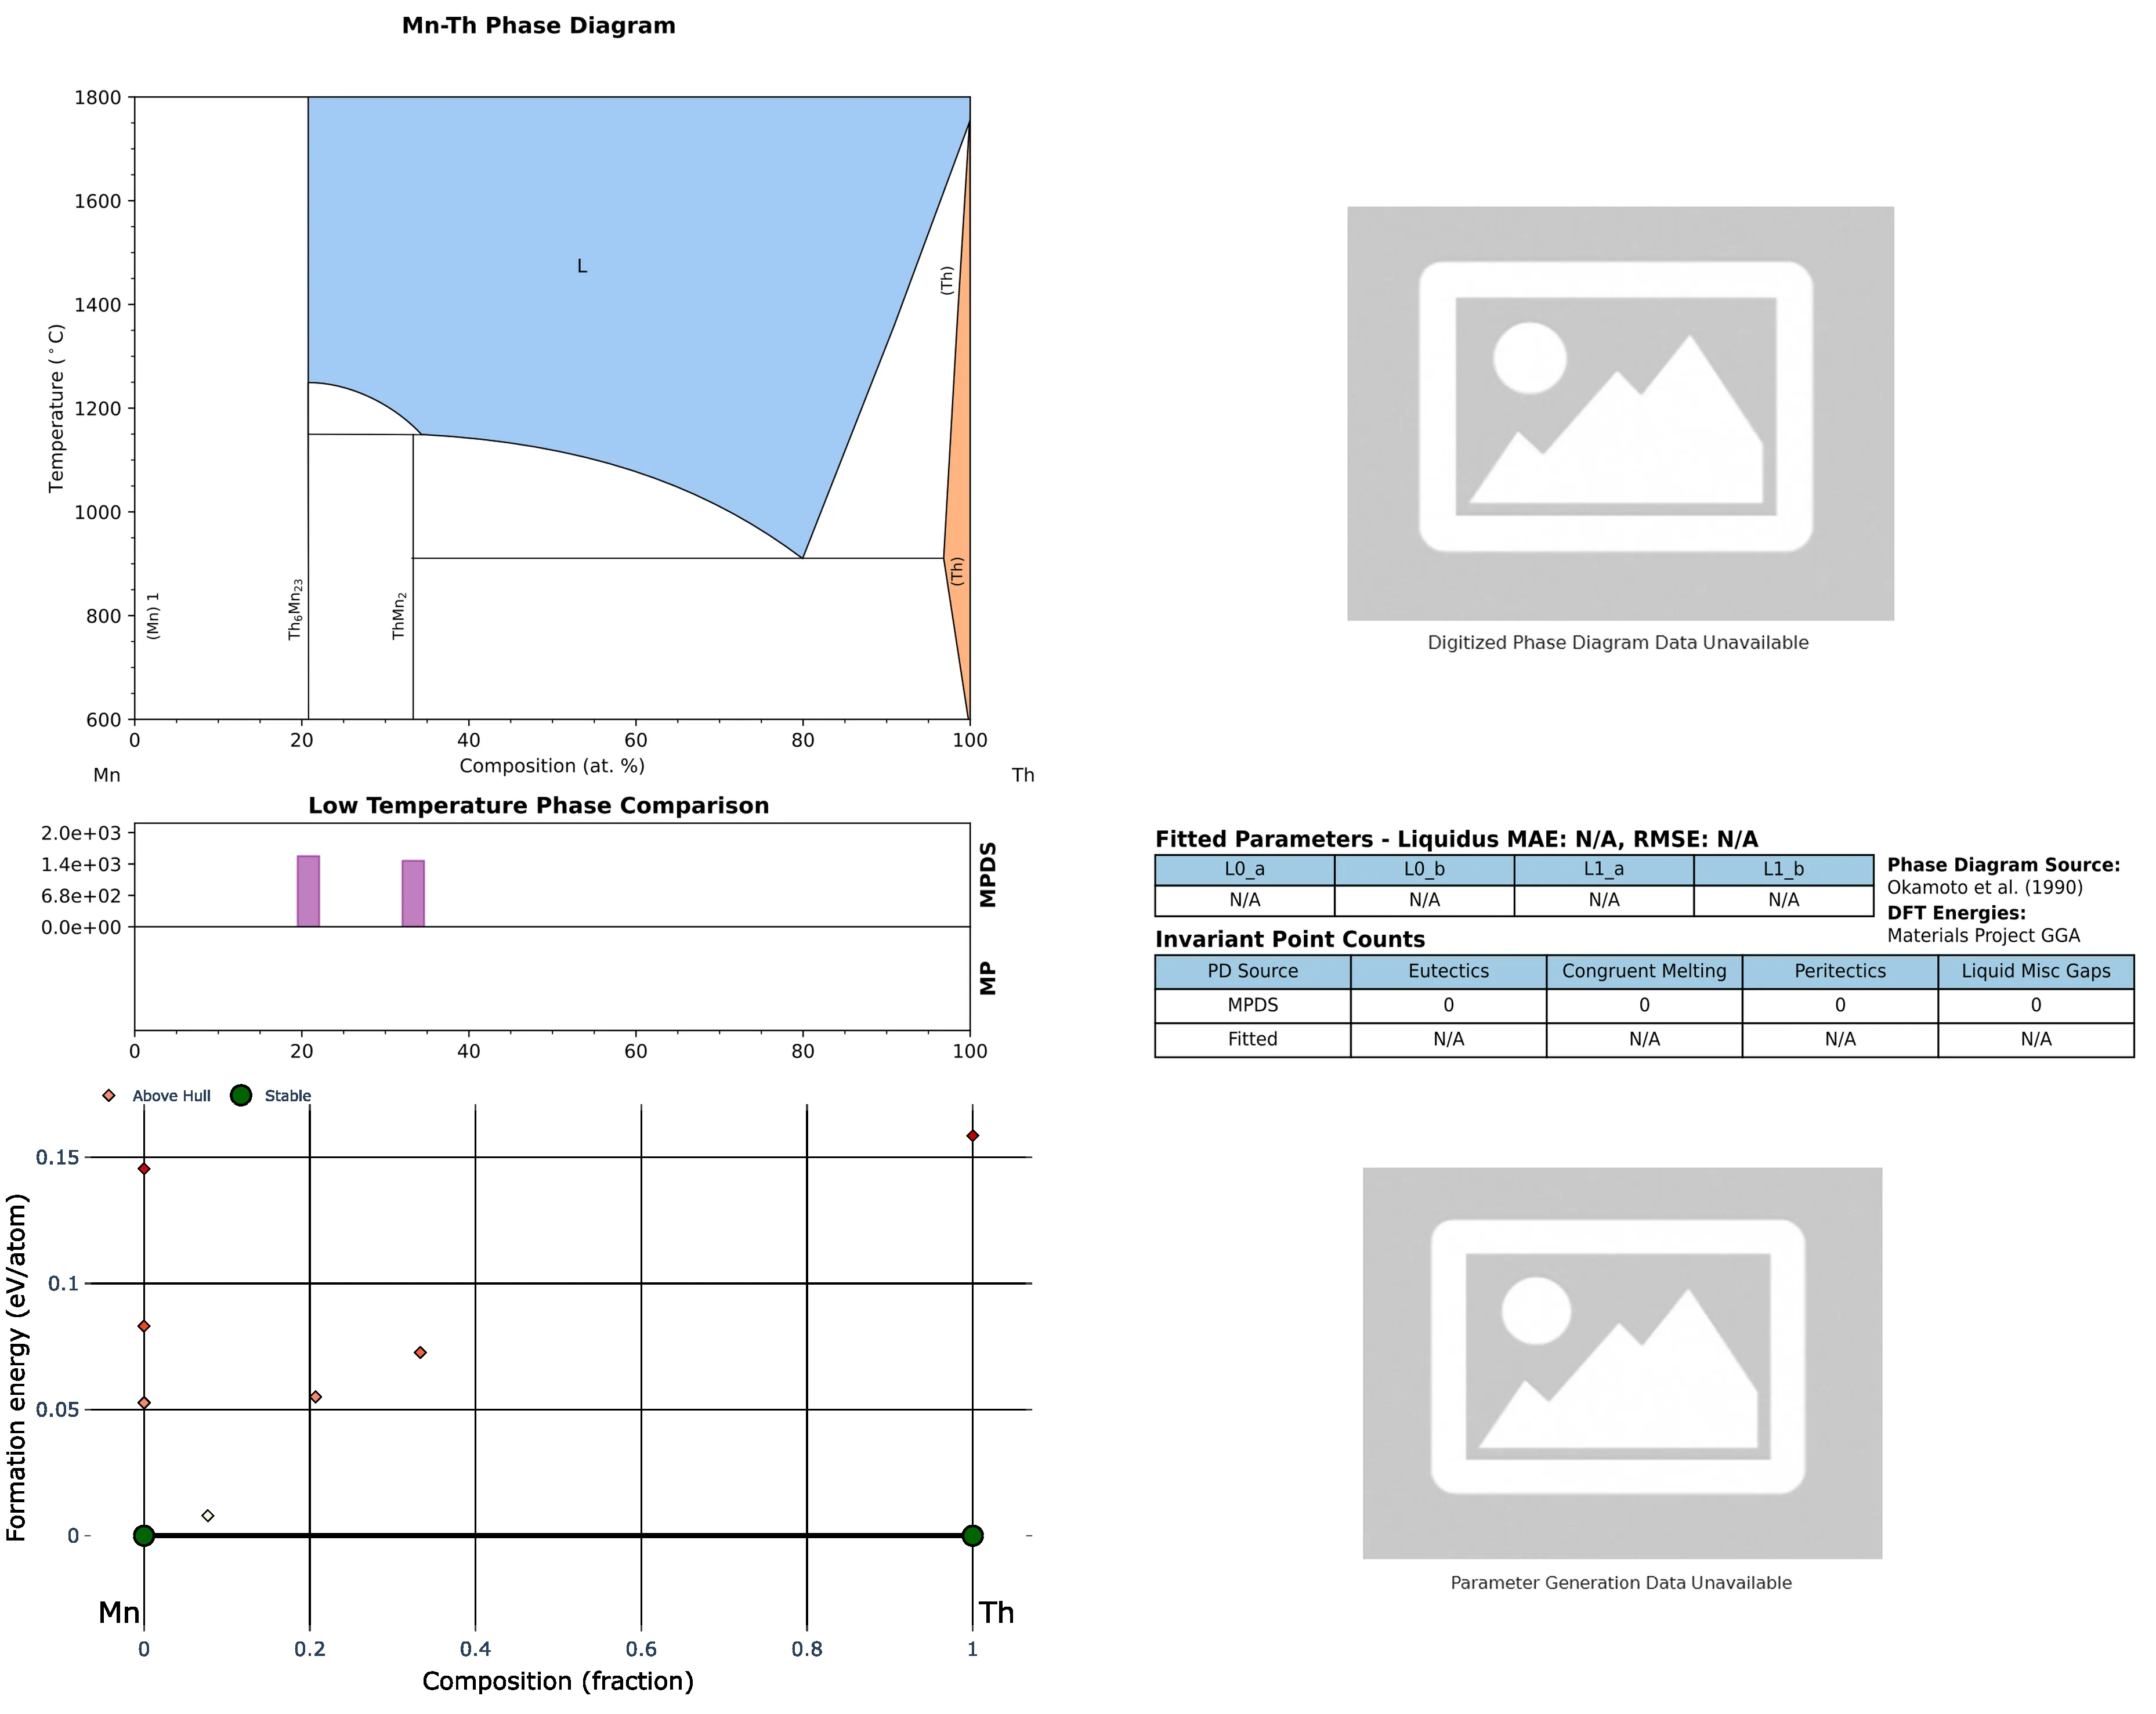 Mn-Th Phase Diagram
1800
1600
1400
1200
1000
800
600
Temperature (°C)
L
(Th)
(Th)
(Mn) 1
Th6Mn23
ThMn2
0 20 40 60 80 100
Composition (at. %)
Mn Th
Digitized Phase Diagram Data Unavailable
Low Temperature Phase Comparison
2.0e+03
1.4e+03
6.8e+02
0.0e+00
MPDS
MP
0 20 40 60 80 100
Fitted Parameters - Liquidus MAE: N/A, RMSE: N/A
L0_a L0_b L1_a L1_b
N/A N/A N/A N/A
Phase Diagram Source:
Okamoto et al. (1990)
DFT Energies:
Materials Project GGA
Invariant Point Counts
PD Source Eutectics Congruent Melting Peritectics Liquid Misc Gaps
MPDS 0 0 0 0
Fitted N/A N/A N/A N/A
Above Hull Stable
0.15
0.1
0.05
0
Formation energy (eV/atom)
Mn Th
0 0.2 0.4 0.6 0.8 1
Composition (fraction)
Parameter Generation Data Unavailable